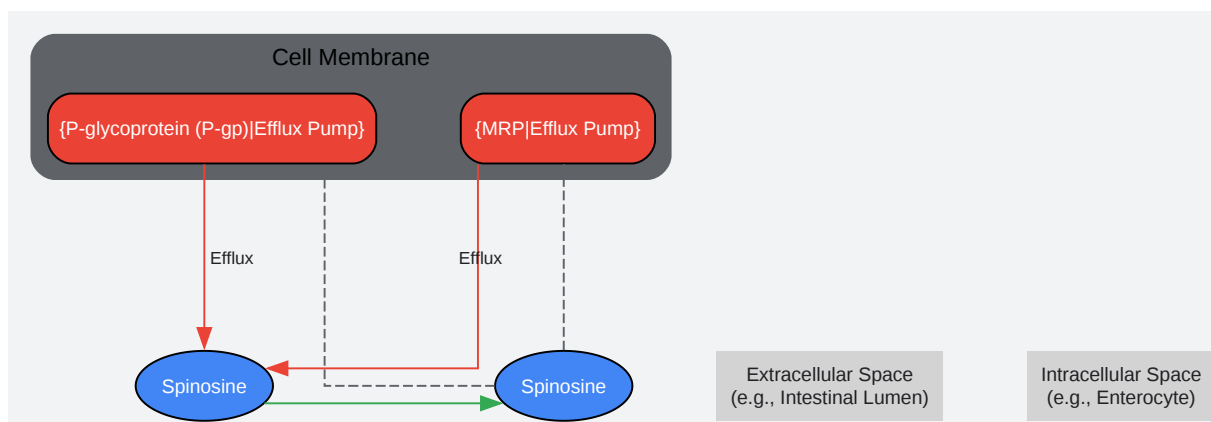 Cell Membrane
{P-glycoprotein (P-gp)|Efflux Pump}
{MRP|Efflux Pump}
Efflux
Efflux
Spinosine
Spinosine
Extracellular Space
(e.g., Intestinal Lumen)
Intracellular Space
(e.g., Enterocyte)